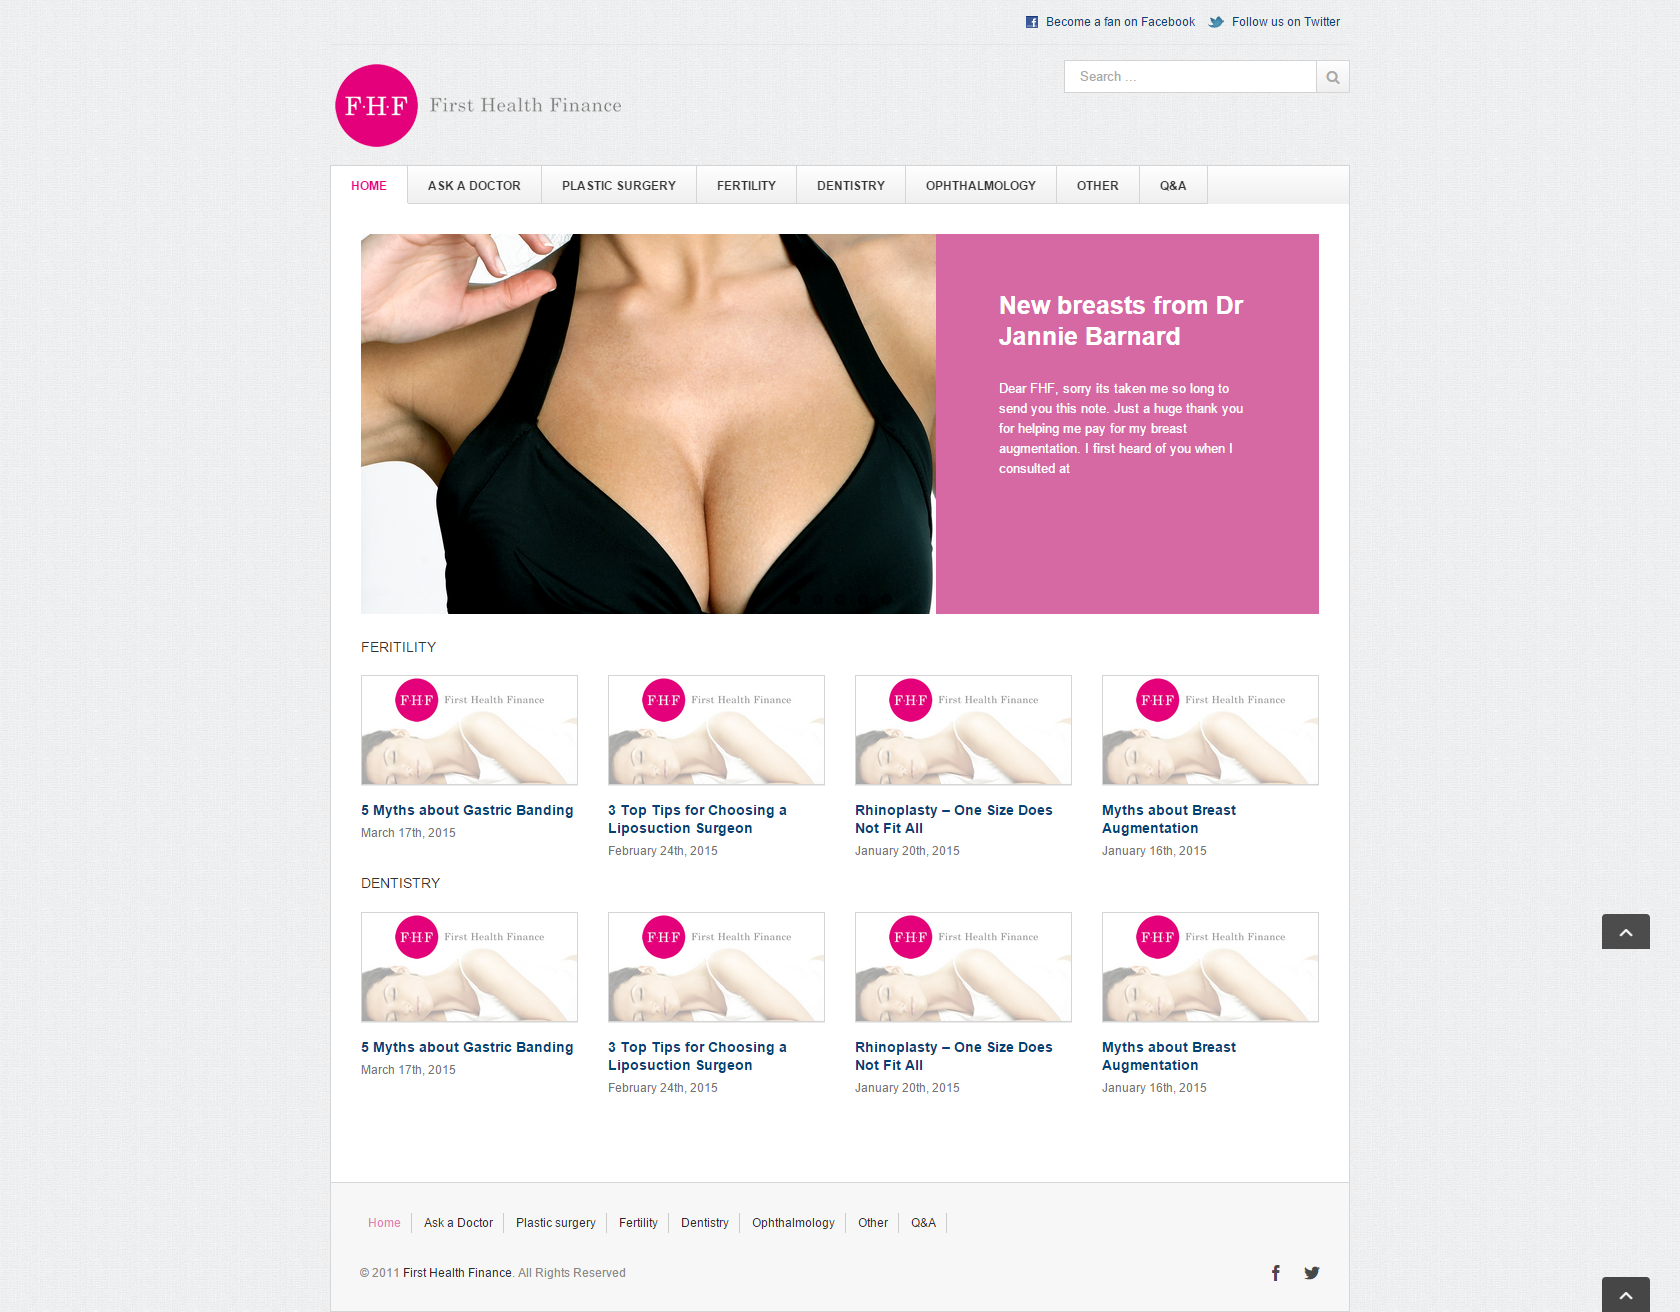 Become a fan on Facebook Follow us on Twitter
Search ...
F·H·F First Health Finance
HOME ASK A DOCTOR PLASTIC SURGERY FERTILITY DENTISTRY OPHTHALMOLOGY OTHER Q&A
New breasts from Dr
Jannie Barnard
Dear FHF, sorry its taken me so long to
send you this note. Just a huge thank you
for helping me pay for my breast
augmentation. I first heard of you when I
consulted at
FERITILITY
F·H·F First Health Finance
F·H·F First Health Finance
F·H·F First Health Finance
F·H·F First Health Finance
5 Myths about Gastric Banding
March 17th, 2015
3 Top Tips for Choosing a
Liposuction Surgeon
February 24th, 2015
Rhinoplasty – One Size Does
Not Fit All
January 20th, 2015
Myths about Breast
Augmentation
January 16th, 2015
DENTISTRY
F·H·F First Health Finance
F·H·F First Health Finance
F·H·F First Health Finance
F·H·F First Health Finance
5 Myths about Gastric Banding
March 17th, 2015
3 Top Tips for Choosing a
Liposuction Surgeon
February 24th, 2015
Rhinoplasty – One Size Does
Not Fit All
January 20th, 2015
Myths about Breast
Augmentation
January 16th, 2015
Home Ask a Doctor Plastic surgery Fertility Dentistry Ophthalmology Other Q&A
© 2011 First Health Finance. All Rights Reserved